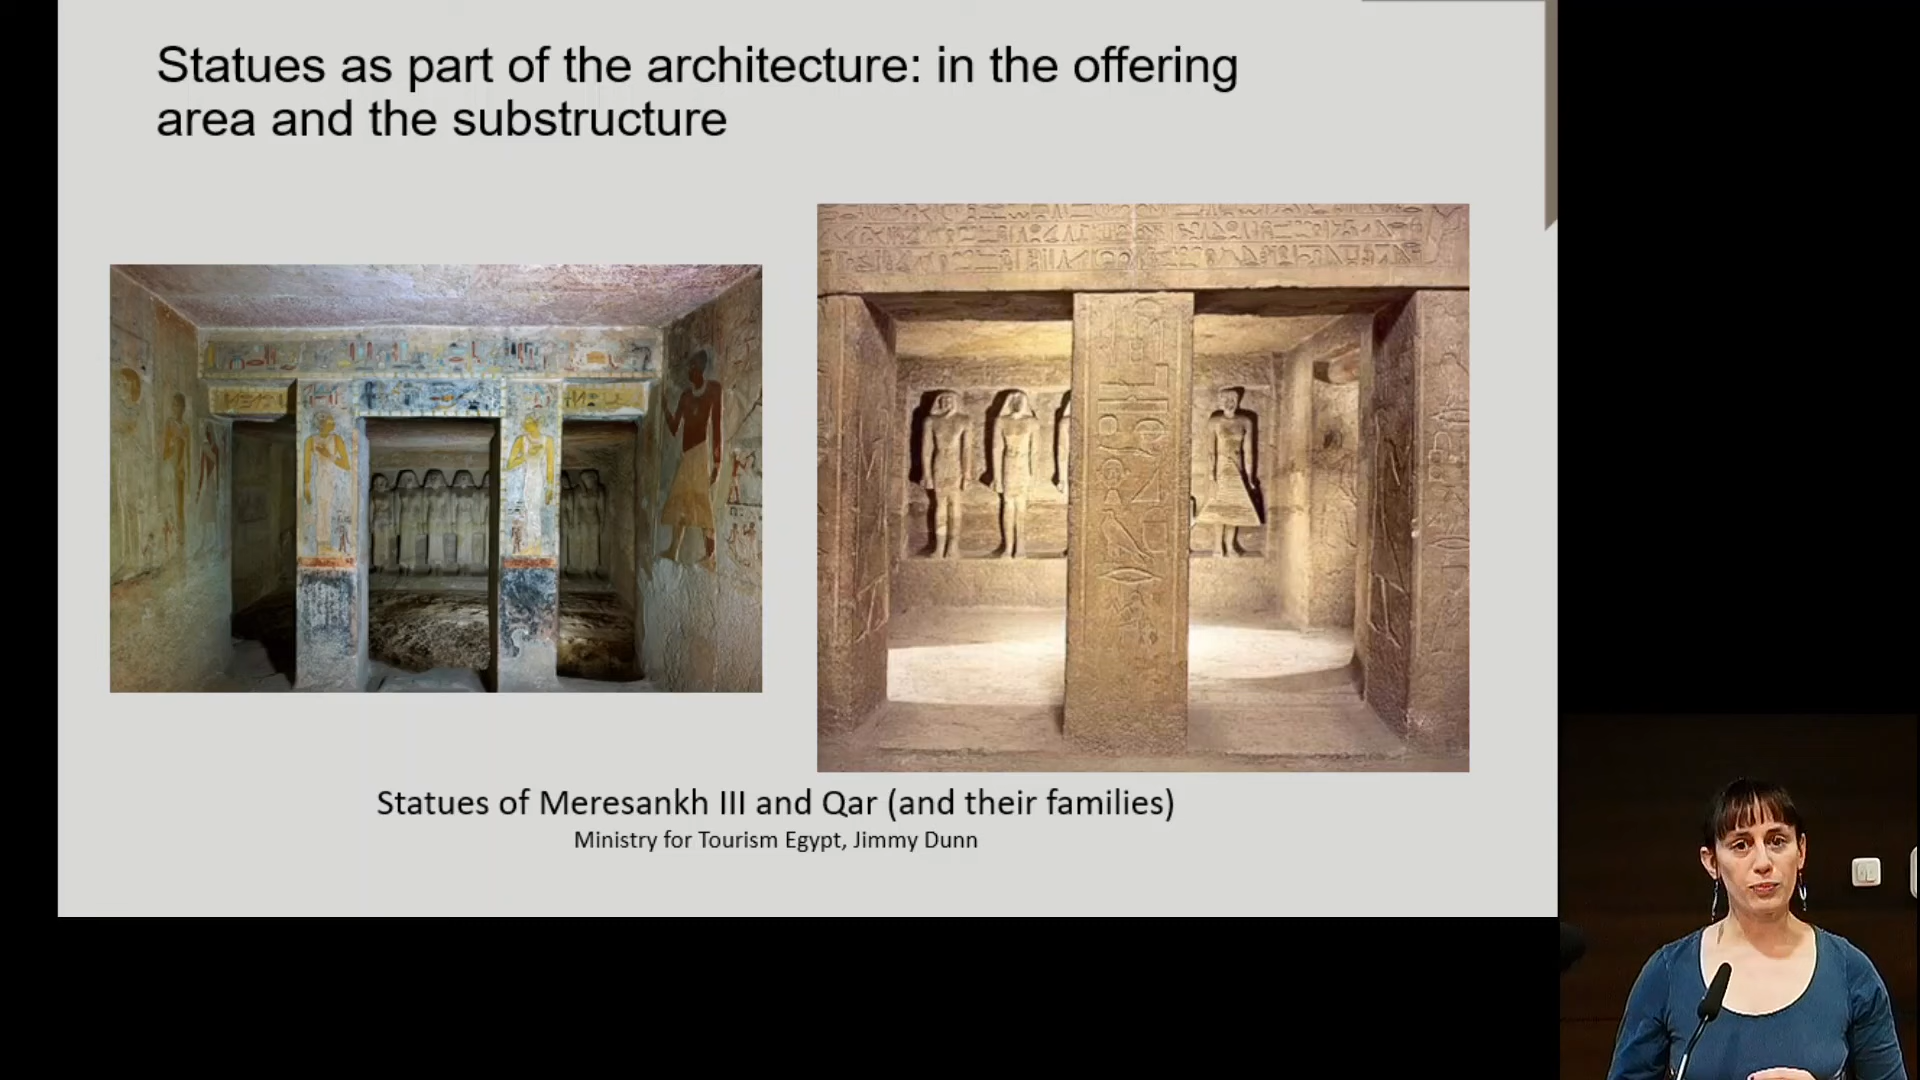 Statues as part of the architecture: in the offering
area and the substructure
Statues of Meresankh III and Qar (and their families)
Ministry for Tourism Egypt, Jimmy Dunn